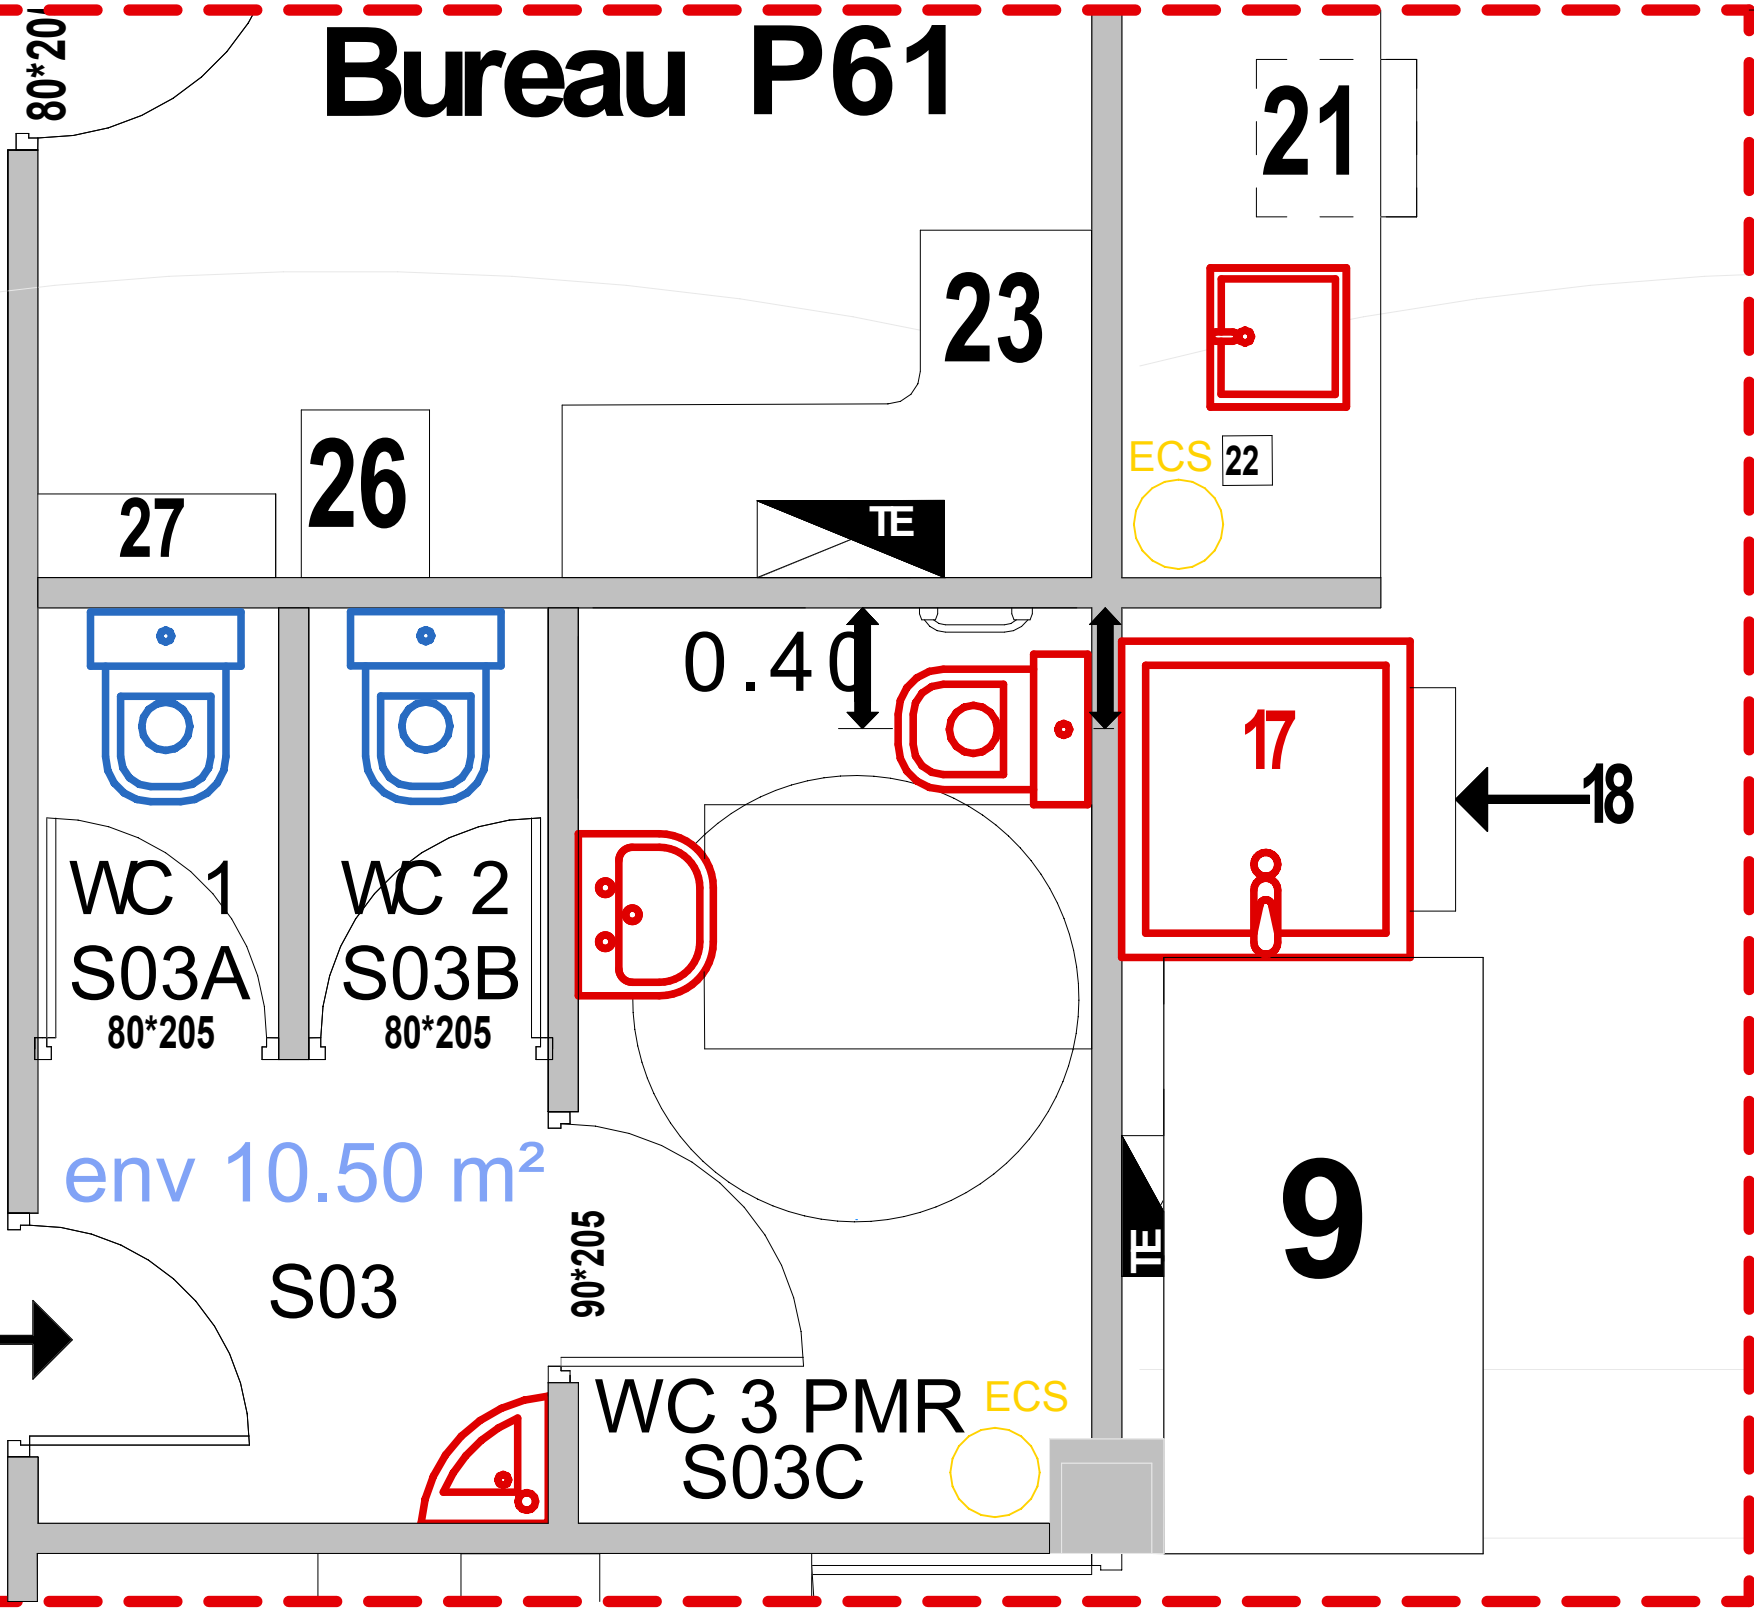 80*20
Bureau P61
21
23
26
27
TE
ECS
22
0.40
17
18
WC 1
S03A
80*205
WC 2
S03B
80*205
env 10.50 m²
S03
90*205
TE
9
WC 3 PMR
S03C
ECS